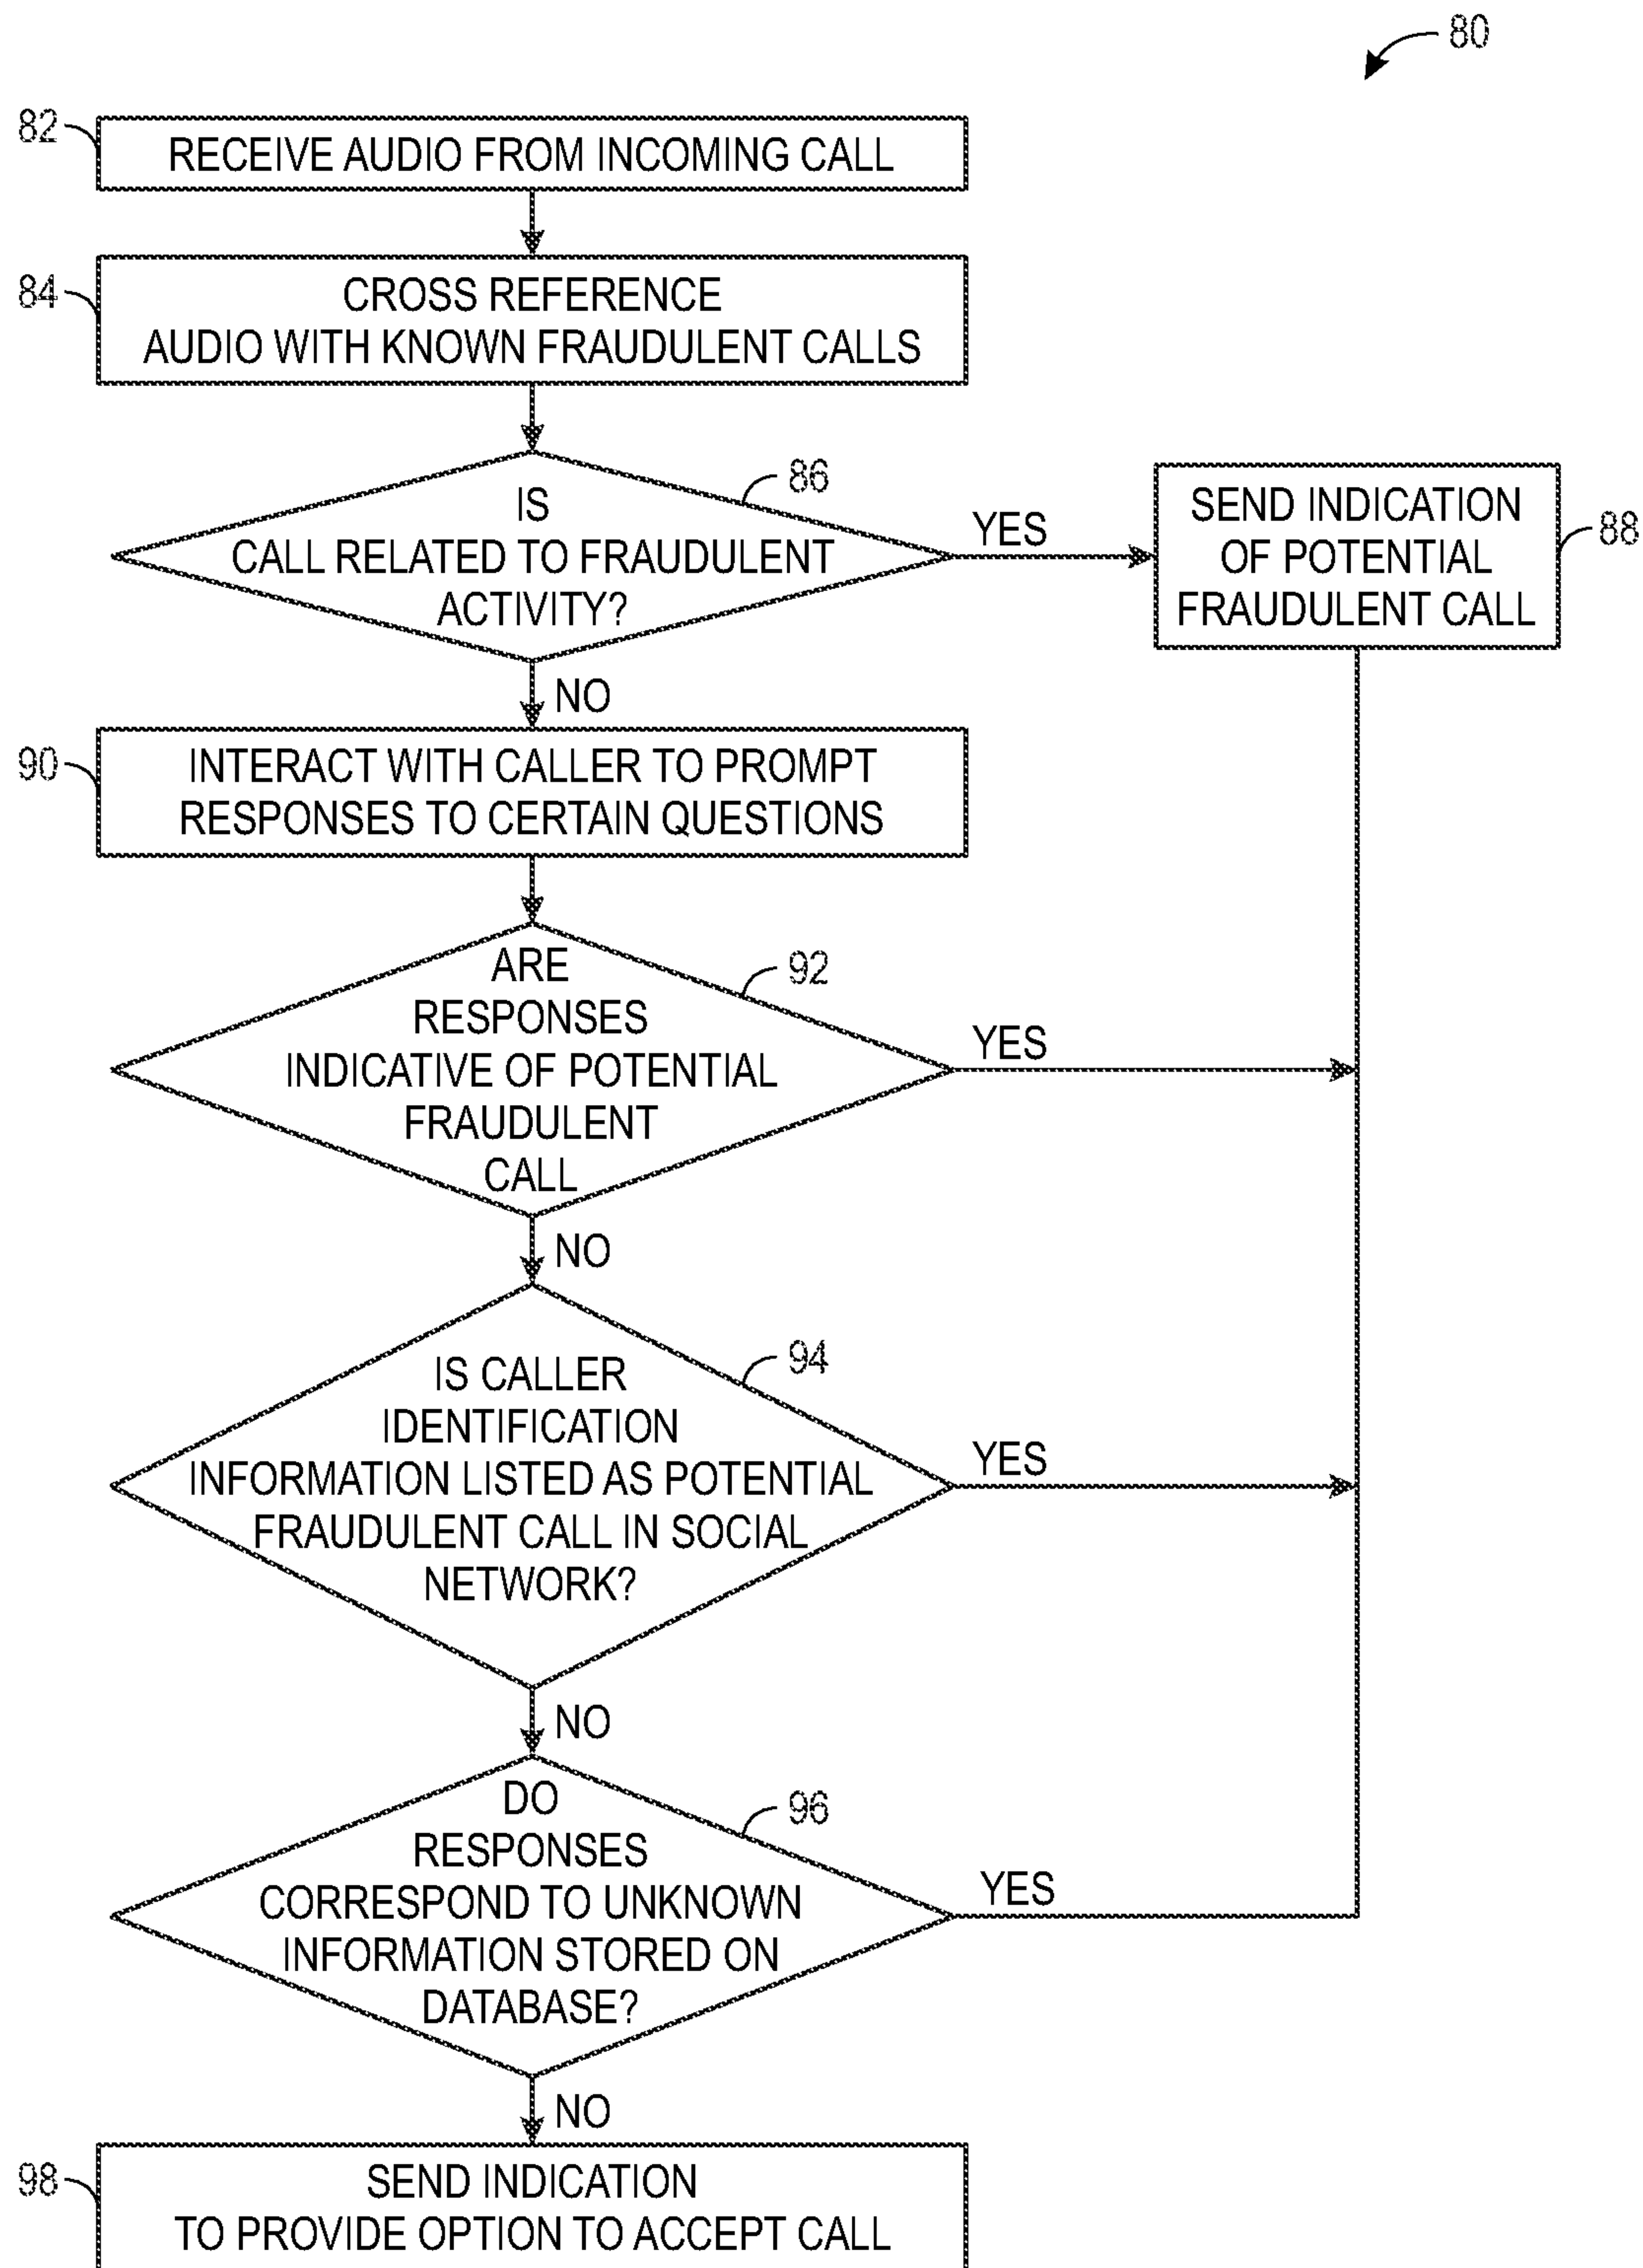 80
82
RECEIVE AUDIO FROM INCOMING CALL
84
CROSS REFERENCE
AUDIO WITH KNOWN FRAUDULENT CALLS
86
IS
CALL RELATED TO FRAUDULENT
ACTIVITY?
YES
SEND INDICATION
OF POTENTIAL
FRAUDULENT CALL
88
NO
90
INTERACT WITH CALLER TO PROMPT
RESPONSES TO CERTAIN QUESTIONS
92
ARE
RESPONSES
INDICATIVE OF POTENTIAL
FRAUDULENT
CALL
YES
NO
94
IS CALLER
IDENTIFICATION
INFORMATION LISTED AS POTENTIAL
FRAUDULENT CALL IN SOCIAL
NETWORK?
YES
NO
96
DO
RESPONSES
CORRESPOND TO UNKNOWN
INFORMATION STORED ON
DATABASE?
YES
NO
98
SEND INDICATION
TO PROVIDE OPTION TO ACCEPT CALL